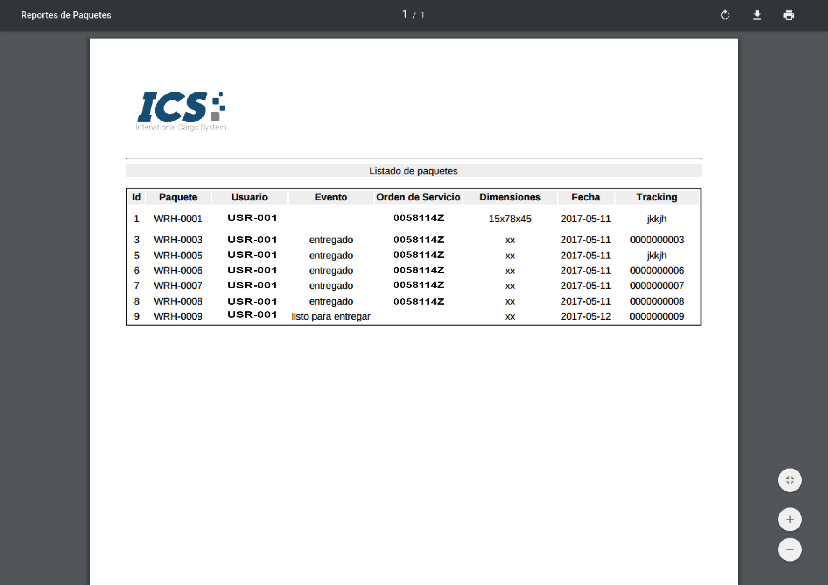 Reportes de Paquetes
1 / 1
ICS
International Cargo System
Listado de paquetes
Id Paquete Usuario Evento Orden de Servicio Dimensiones Fecha Tracking
1 WRH-0001 USR-001 0058114Z 15x78x45 2017-05-11 jkkjh
3 WRH-0003 USR-001 entregado 0058114Z xx 2017-05-11 0000000003
5 WRH-0005 USR-001 entregado 0058114Z xx 2017-05-11 jkkjh
6 WRH-0006 USR-001 entregado 0058114Z xx 2017-05-11 0000000006
7 WRH-0007 USR-001 entregado 0058114Z xx 2017-05-11 0000000007
8 WRH-0008 USR-001 entregado 0058114Z xx 2017-05-11 0000000008
9 WRH-0009 USR-001 listo para entregar xx 2017-05-12 0000000009